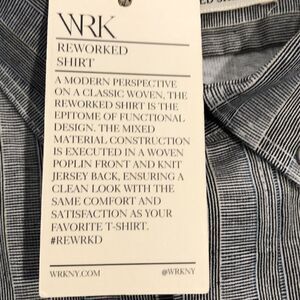 WRK
REWORKED
SHIRT
A MODERN PERSPECTIVE
ON A CLASSIC WOVEN, THE
REWORKED SHIRT IS THE
EPITOME OF FUNCTIONAL
DESIGN. THE MIXED
MATERIAL CONSTRUCTION
IS EXECUTED IN A WOVEN
POPLIN FRONT AND KNIT
JERSEY BACK, ENSURING A
CLEAN LOOK WITH THE
SAME COMFORT AND
SATISFACTION AS YOUR
FAVORITE T-SHIRT.
#REWRKD
WRKNY.COM @WRKNY